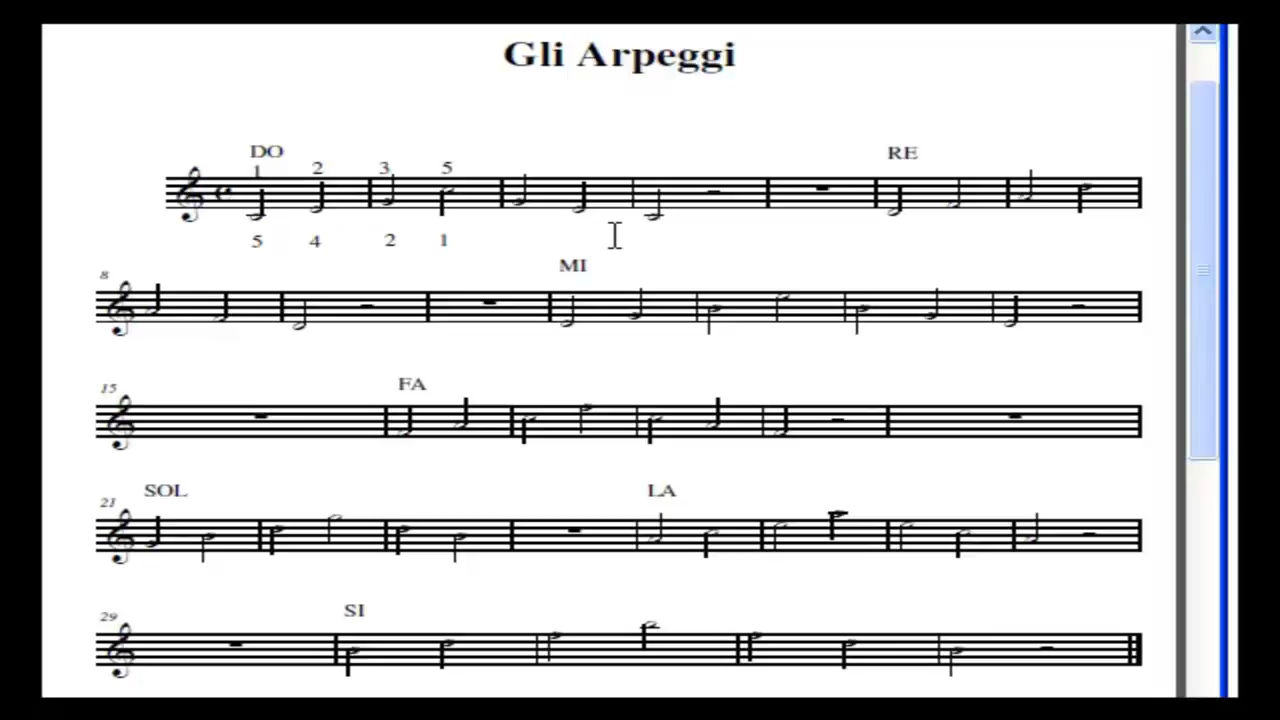 Gli Arpeggi
DO RE
1 2 3 5
5 4 2 1
MI
8
FA
15
SOL LA
21
SI
29